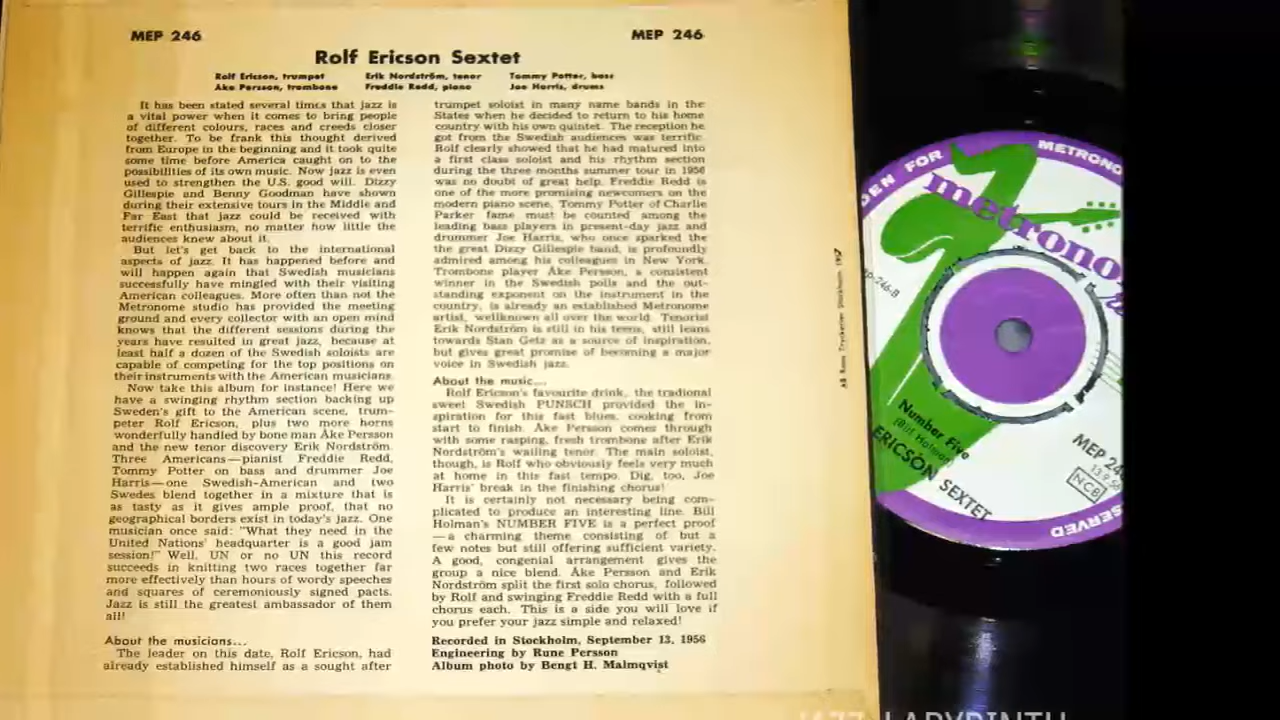 MEP 246
MEP 246
Rolf Ericson Sextet
Rolf Ericson, trumpet
Erik Nordström, tenor
Tommy Potter, bass
Åke Persson, trombone
Freddie Redd, piano
Joe Harris, drums
It has been stated several times that jazz is
a vital power when it comes to bring people
of different colours, races and creeds closer
together. To be frank this thought derived
from Europe in the beginning and it took quite
some time before America caught on to the
possibilities of its own music. Now jazz is even
used to strengthen the U.S. good will. Dizzy
Gillespie and Benny Goodman have shown
during their extensive tours in the Middle and
Far East that jazz could be received with
terrific enthusiasm, no matter how little the
audiences knew about it.
But let's get back to the international
aspects of jazz. It has happened before and
will happen again that Swedish musicians
successfully have mingled with their visiting
American colleagues. More often than not the
Metronome studio has provided the meeting
ground and every collector with an open mind
knows that the different sessions during the
years have resulted in great jazz, because at
least half a dozen of the Swedish soloists are
capable of competing for the top positions on
their instruments with the American musicians.
Now take this album for instance! Here we
have a swinging rhythm section backing up
Sweden's gift to the American scene, trum-
peter Rolf Ericson, plus two more horns
wonderfully handled by bone man Åke Persson
and the new tenor discovery Erik Nordström.
Three Americans—pianist Freddie Redd,
Tommy Potter on bass and drummer Joe
Harris—one Swedish-American and two
Swedes blend together in a mixture that is
as tasty as it gives ample proof, that no
geographical borders exist in today's jazz. One
musician once said: "What they need in the
United Nations' headquarter is a good jam
session!" Well, UN or no UN this record
succeeds in knitting two races together far
more effectively than hours of wordy speeches
and squares of ceremoniously signed pacts.
Jazz is still the greatest ambassador of them
all!
About the musicians...
The leader on this date, Rolf Ericson, had
already established himself as a sought after
trumpet soloist in many name bands in the
States when he decided to return to his home
country with his own quintet. The reception he
got from the Swedish audiences was terrific.
Rolf clearly showed that he had matured into
a first class soloist and his rhythm section
during the three months summer tour in 1956
was no doubt of great help. Freddie Redd is
one of the more promising newcomers on the
modern piano scene. Tommy Potter of Charlie
Parker fame must be counted among the
leading bass players in present-day jazz and
drummer Joe Harris, who once sparked the
the great Dizzy Gillespie band, is profoundly
admired among his colleagues in New York.
Trombone player Åke Persson, a consistent
winner in the Swedish polls and the out-
standing exponent on the instrument in the
country, is already an established Metronome
artist, wellknown all over the world. Tenorist
Erik Nordström is still in his teens, still leans
towards Stan Getz as a source of inspiration,
but gives great promise of becoming a major
voice in Swedish jazz.
About the music...
Rolf Ericson's favourite drink, the tradional
sweet Swedish PUNSCH provided the in-
spiration for this fast blues, cooking from
start to finish. Åke Persson comes through
with some rasping, fresh trombone after Erik
Nordström's wailing tenor. The main soloist,
though, is Rolf who obviously feels very much
at home in this fast tempo. Dig, too, Joe
Harris' break in the finishing chorus!
It is certainly not necessary being com-
plicated to produce an interesting line. Bill
Holman's NUMBER FIVE is a perfect proof
—a charming theme consisting of but a
few notes but still offering sufficient variety.
A good, congenial arrangement gives the
group a nice blend. Åke Persson and Erik
Nordström split the first solo chorus, followed
by Rolf and swinging Freddie Redd with a full
chorus each. This is a side you will love if
you prefer your jazz simple and relaxed!
Recorded in Stockholm, September 13, 1956
Engineering by Rune Persson
Album photo by Bengt H. Malmqvist
FOR
METRONO
metrono
p-246-B
Number Five
(Bill Holman)
ERICSON SEXTET
MEP 24
13.9.56
NCB
SERVED
JAZZ LABYRINTH